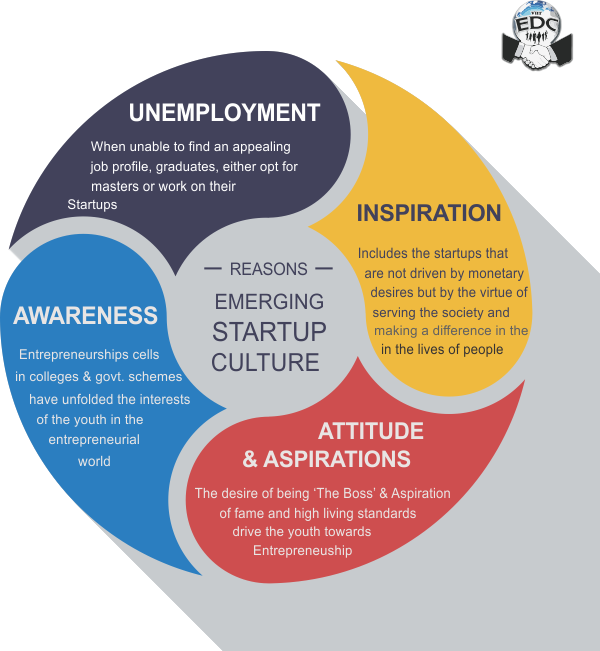 EDC
UNEMPLOYMENT
When unable to find an appealing
job profile, graduates, either opt for
masters or work on their
Startups
INSPIRATION
Includes the startups that
are not driven by monetary
desires but by the virtue of
serving the society and
making a difference in the
in the lives of people
REASONS
EMERGING
STARTUP
CULTURE
AWARENESS
Entrepreneurships cells
in colleges & govt. schemes
have unfolded the interests
of the youth in the
entrepreneurial
world
ATTITUDE
& ASPIRATIONS
The desire of being ‘The Boss’ & Aspiration
of fame and high living standards
drive the youth towards
Entrepreneuship